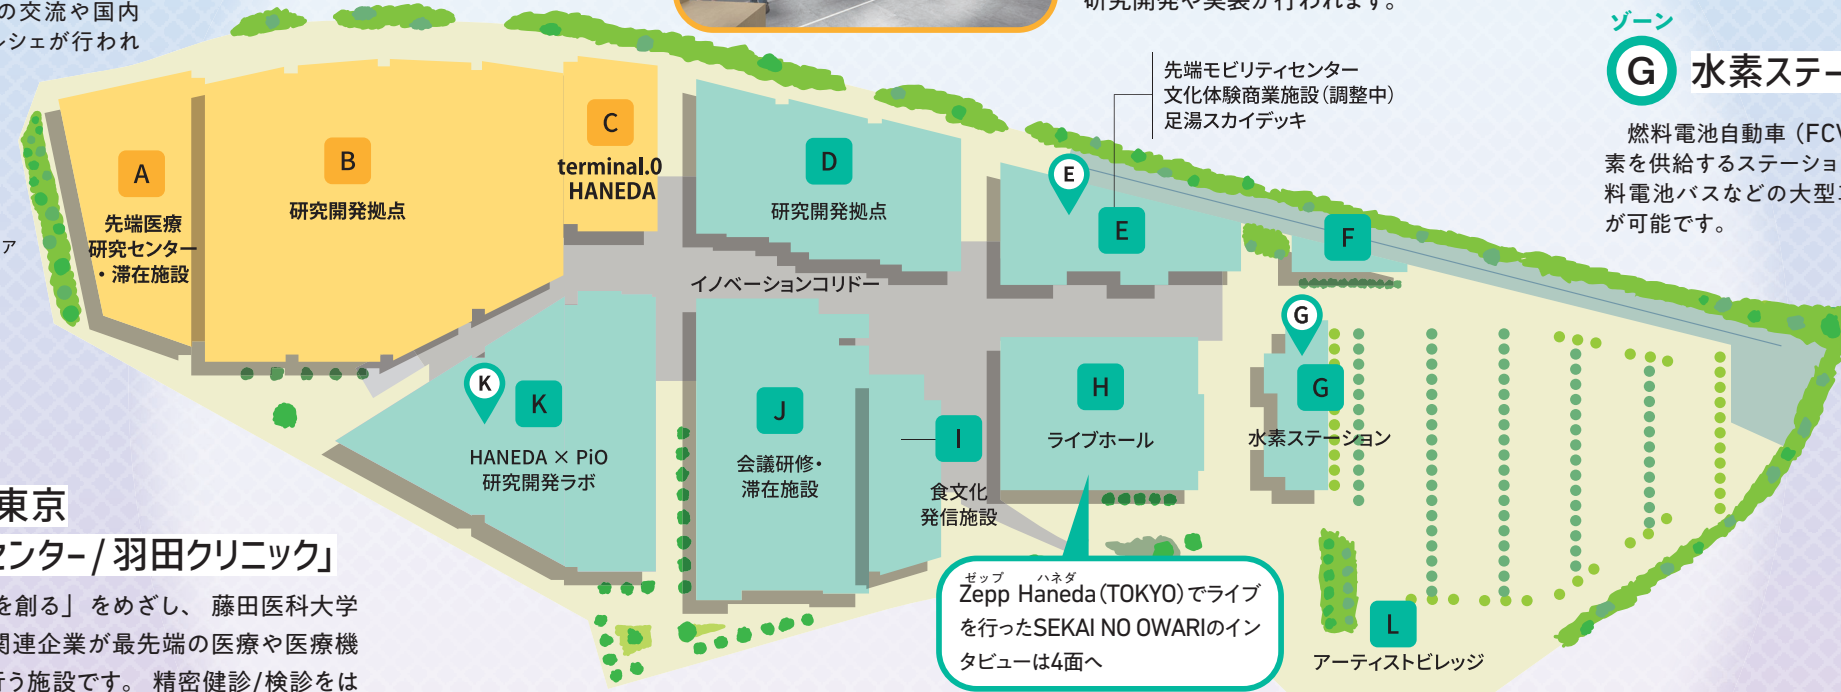 の交流や国内
ルシェが行われ
研究開発や実装が行われます。
ゾーン
G 水素ステー
燃料電池自動車（FCV
素を供給するステーショ
料電池バスなどの大型
が可能です。
先端モビリティセンター
文化体験商業施設（調整中）
足湯スカイデッキ
A
先端医療
研究センター
・滞在施設
B
研究開発拠点
C
terminal.0
HANEDA
D
研究開発拠点
E
E
F
ア
イノベーションコリドー
G
G
水素ステーション
H
ライブホール
I
食文化
発信施設
J
会議研修・
滞在施設
K
K
HANEDA × PiO
研究開発ラボ
L
アーティストビレッジ
ゼップ ハネダ
Zepp Haneda（TOKYO）でライブ
を行ったSEKAI NO OWARIのイン
タビューは4面へ
東京
センター/羽田クリニック」
を創る」をめざし、藤田医科大学
関連企業が最先端の医療や医療機
行う施設です。精密健診/検診をは